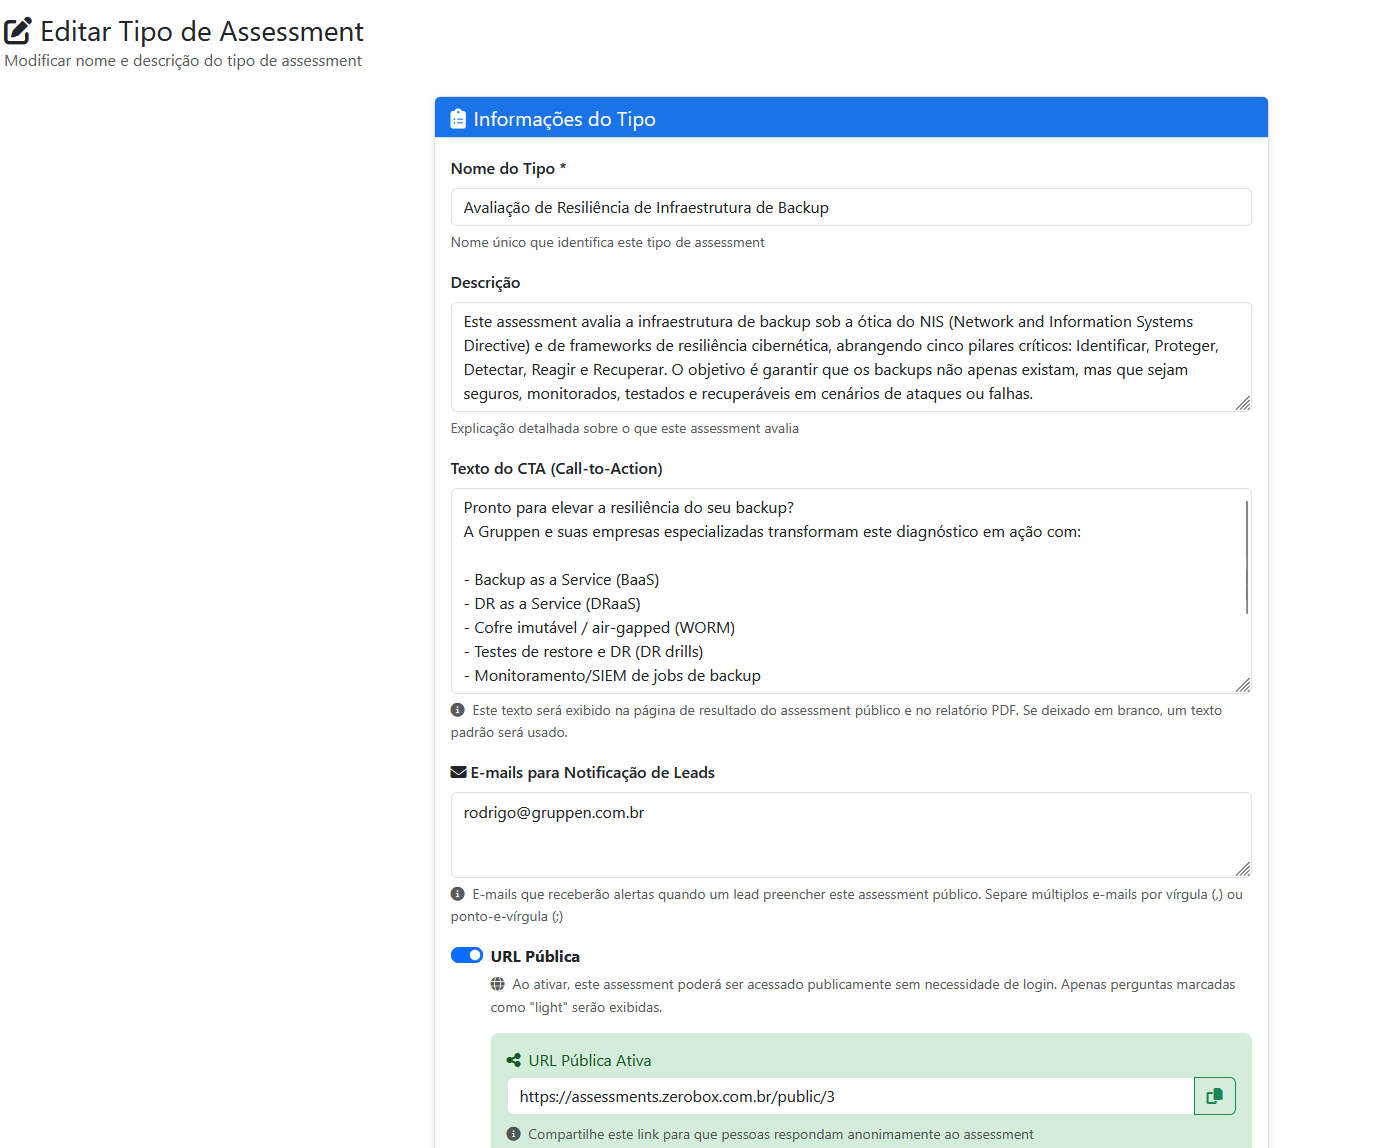 Editar Tipo de Assessment
Modificar nome e descrição do tipo de assessment
Informações do Tipo
Nome do Tipo *
Avaliação de Resiliência de Infraestrutura de Backup
Nome único que identifica este tipo de assessment
Descrição
Este assessment avalia a infraestrutura de backup sob a ótica do NIS (Network and Information Systems
Directive) e de frameworks de resiliência cibernética, abrangendo cinco pilares críticos: Identificar, Proteger,
Detectar, Reagir e Recuperar. O objetivo é garantir que os backups não apenas existam, mas que sejam
seguros, monitorados, testados e recuperáveis em cenários de ataques ou falhas.
Explicação detalhada sobre o que este assessment avalia
Texto do CTA (Call-to-Action)
Pronto para elevar a resiliência do seu backup?
A Gruppen e suas empresas especializadas transformam este diagnóstico em ação com:
- Backup as a Service (BaaS)
- DR as a Service (DRaaS)
- Cofre imutável / air-gapped (WORM)
- Testes de restore e DR (DR drills)
- Monitoramento/SIEM de jobs de backup
Este texto será exibido na página de resultado do assessment público e no relatório PDF. Se deixado em branco, um texto
padrão será usado.
E-mails para Notificação de Leads
rodrigo@gruppen.com.br
E-mails que receberão alertas quando um lead preencher este assessment público. Separe múltiplos e-mails por vírgula (,) ou
ponto-e-vírgula (;)
URL Pública
Ao ativar, este assessment poderá ser acessado publicamente sem necessidade de login. Apenas perguntas marcadas
como "light" serão exibidas.
URL Pública Ativa
https://assessments.zerobox.com.br/public/3
Compartilhe este link para que pessoas respondam anonimamente ao assessment